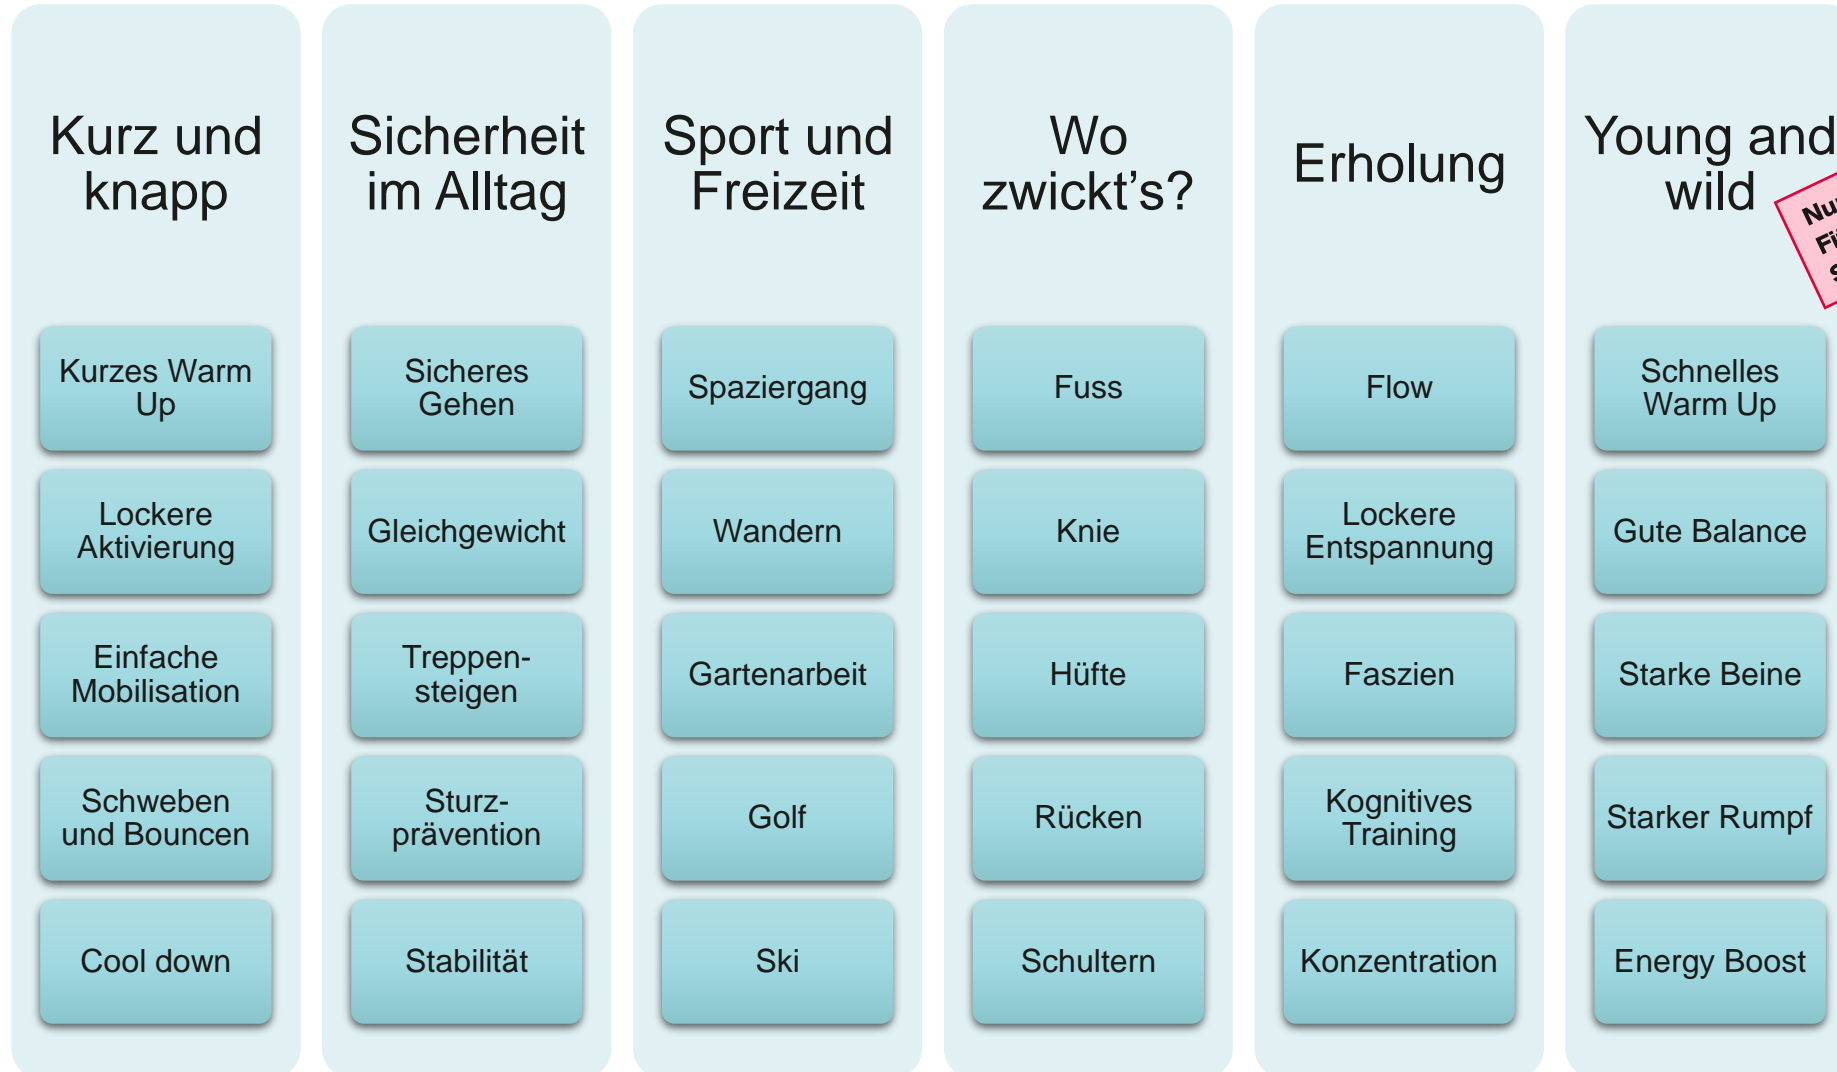 Kurz und
knapp
Kurzes Warm
Up
Lockere
Aktivierung
Einfache
Mobilisation
Schweben
und Bouncen
Cool down
Sicherheit
im Alltag
Sicheres
Gehen
Gleichgewicht
Treppen-
steigen
Sturz-
prävention
Stabilität
Sport und
Freizeit
Spaziergang
Wandern
Gartenarbeit
Golf
Ski
Wo
zwickt's?
Fuss
Knie
Hüfte
Rücken
Schultern
Erholung
Flow
Lockere
Entspannung
Faszien
Kognitives
Training
Konzentration
Young and
wild
Schnelles
Warm Up
Gute Balance
Starke Beine
Starker Rumpf
Energy Boost